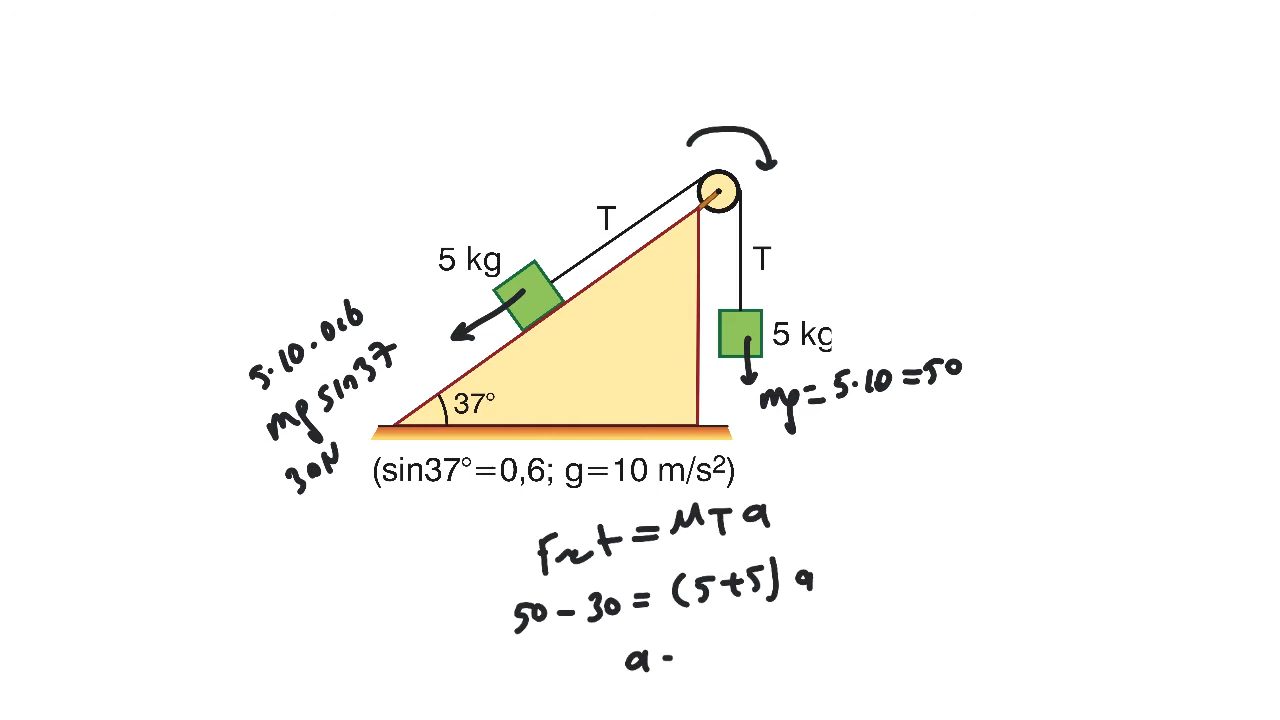 T
5 kg
T
5 kg
5.10.0,6
mg sin37
30N
mg = 5.10 = 50
37°
(sin37°=0,6; g=10 m/s²)
Fnet = MT a
50 - 30 = (5+5) a
a -